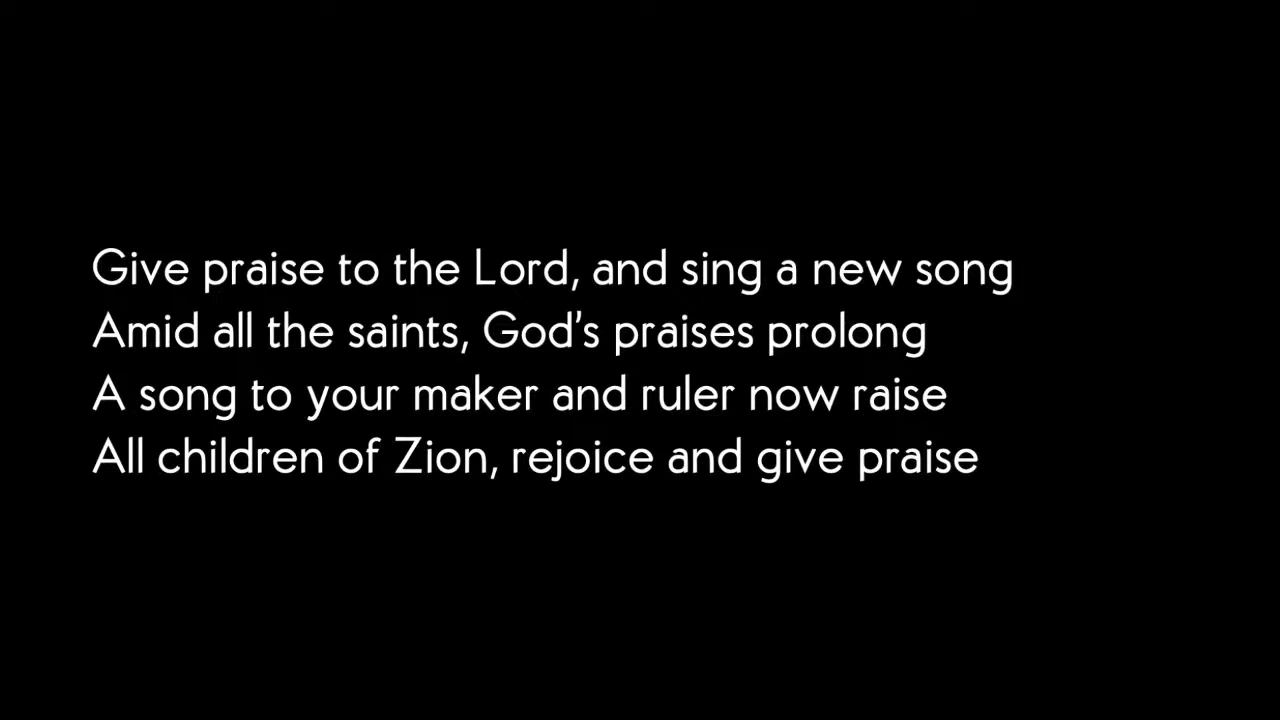 Give praise to the Lord, and sing a new song
Amid all the saints, God’s praises prolong
A song to your maker and ruler now raise
All children of Zion, rejoice and give praise